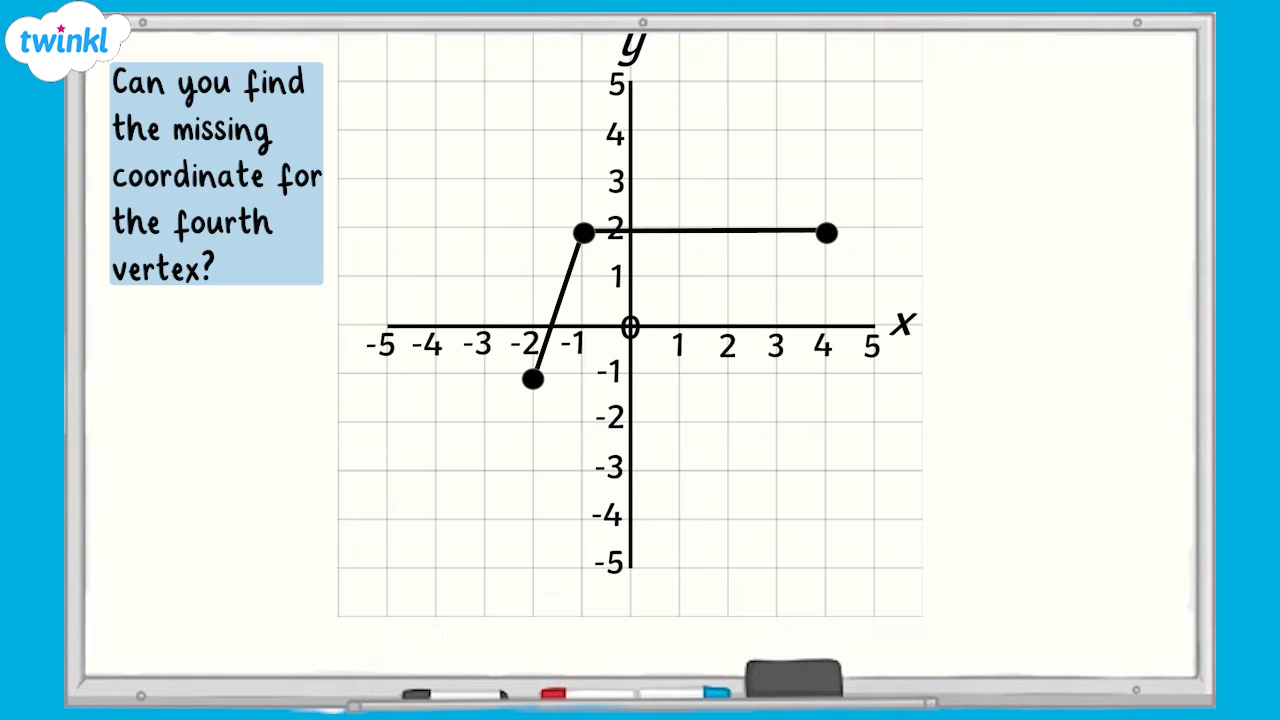 twinkl
Can you find
the missing
coordinate for
the fourth
vertex?
y
5
4
3
2
1
0
-5 -4 -3 -2 -1 1 2 3 4 5 x
-1
-2
-3
-4
-5